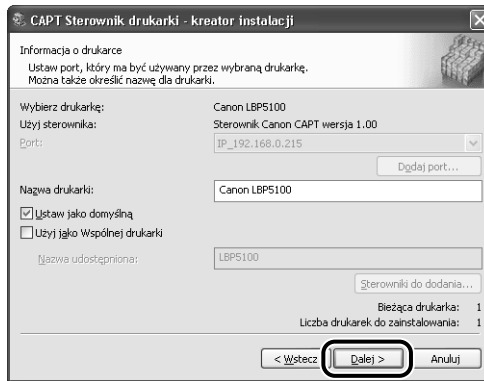 CAPT Sterownik drukarki - kreator instalacji
Informacja o drukarce
Ustaw port, który ma być używany przez wybraną drukarkę.
Można także określić nazwę dla drukarki.
Wybierz drukarkę: Canon LBP5100
Użyj sterownika: Sterownik Canon CAPT wersja 1.00
Port: IP_192.168.0.215
Dodaj port...
Nazwa drukarki: Canon LBP5100
Ustaw jako domyślną
Użyj jako Wspólnej drukarki
Nazwa udostępniona: LBP5100
Sterowniki do dodania...
Bieżąca drukarka: 1
Liczba drukarek do zainstalowania: 1
< Wstecz Dalej > Anuluj